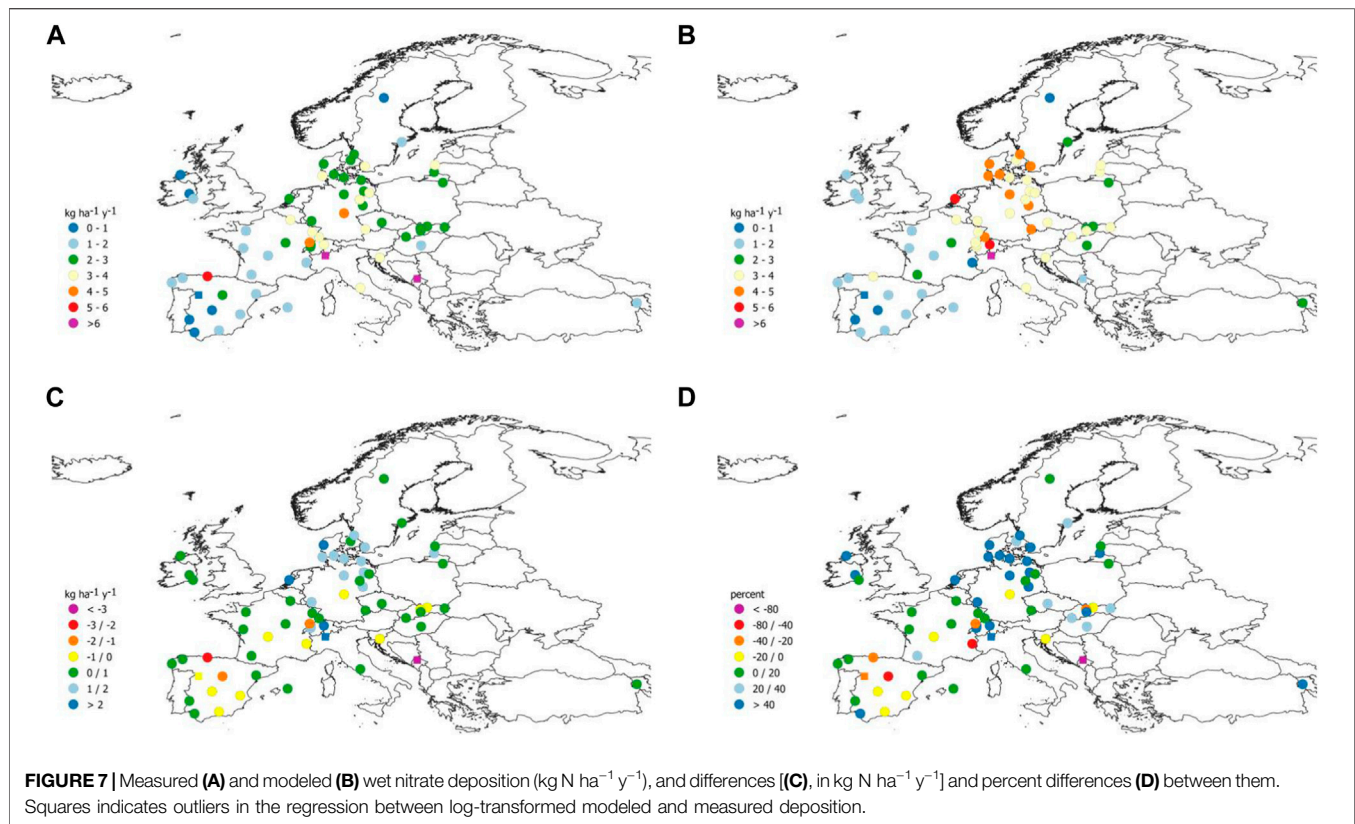 A
B
kg ha⁻¹ y⁻¹
0 - 1
1 - 2
2 - 3
3 - 4
4 - 5
5 - 6
>6
kg ha⁻¹ y⁻¹
0 - 1
1 - 2
2 - 3
3 - 4
4 - 5
5 - 6
>6
C
D
kg ha⁻¹ y⁻¹
< -3
-3 / -2
-2 / -1
-1 / 0
0 / 1
1 / 2
> 2
percent
< -80
-80 / -40
-40 / -20
-20 / 0
0 / 20
20 / 40
> 40
FIGURE 7 | Measured (A) and modeled (B) wet nitrate deposition (kg N ha⁻¹ y⁻¹), and differences [(C), in kg N ha⁻¹ y⁻¹] and percent differences (D) between them.
Squares indicates outliers in the regression between log-transformed modeled and measured deposition.